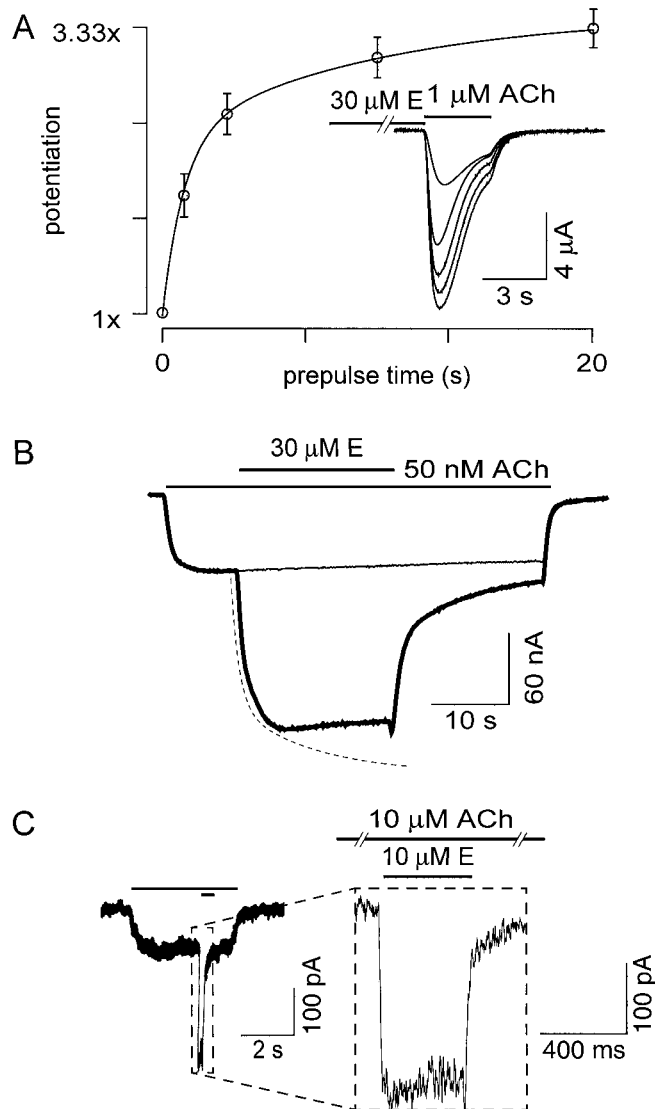 A
3.33x
potentiation
1x
30 μM E
1 μM ACh
4 μA
3 s
0
20
prepulse time (s)
B
30 μM E
50 nM ACh
60 nA
10 s
C
10 μM ACh
10 μM E
100 pA
2 s
100 pA
400 ms